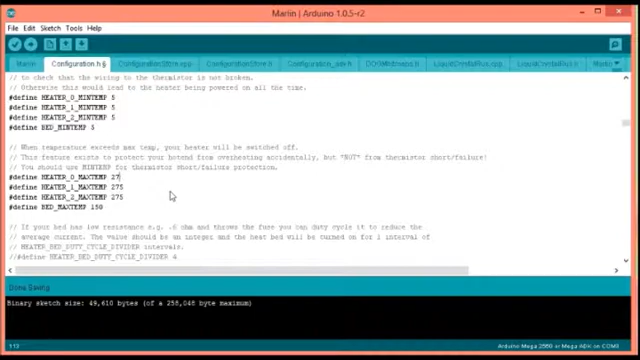 Marlin | Arduino 1.0.5-r2
File Edit Sketch Tools Help
Marlin Configuration.h § ConfigurationStore.cpp ConfigurationStore.h Configuration_adv.h DOGMbitmaps.h LiquidCrystalRus.cpp LiquidCrystalRus.h Marlin
// to check that the wiring to the thermistor is not broken.
// Otherwise this would lead to the heater being powered on all the time.
#define HEATER_0_MINTEMP 5
#define HEATER_1_MINTEMP 5
#define HEATER_2_MINTEMP 5
#define BED_MINTEMP 5
// When temperature exceeds max temp, your heater will be switched off.
// This feature exists to protect your hotend from overheating accidentally, but *NOT* from thermistor short/failure!
// You should use MINTEMP for thermistor short/failure protection.
#define HEATER_0_MAXTEMP 27
#define HEATER_1_MAXTEMP 275
#define HEATER_2_MAXTEMP 275
#define BED_MAXTEMP 150
// If your bed has low resistance e.g. .6 ohm and throws the fuse you can duty cycle it to reduce the
// average current. The value should be an integer and the heat bed will be turned on for 1 interval of
// HEATER_BED_DUTY_CYCLE_DIVIDER intervals.
//#define HEATER_BED_DUTY_CYCLE_DIVIDER 4
Done Saving
Binary sketch size: 49,610 bytes (of a 258,048 byte maximum)
113
Arduino Mega 2560 or Mega ADK on COM3